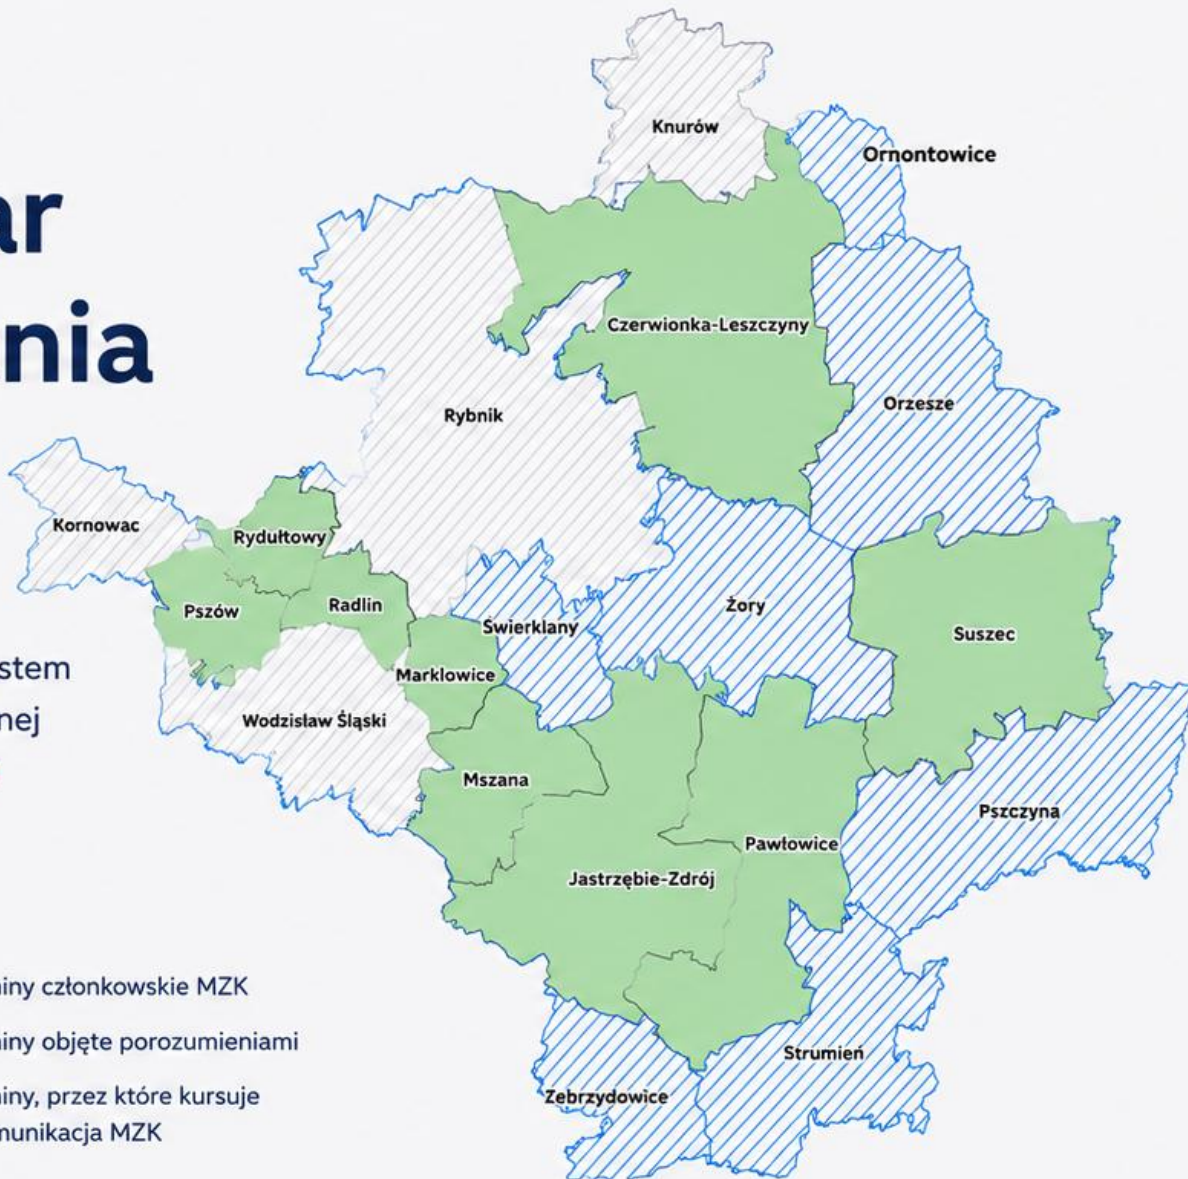 ar
nia
stem
nej
iny członkowskie MZK
iny objęte porozumieniami
iny, przez które kursuje
munikacja MZK
Knurów
Ornontowice
Czerwionka-Leszczyny
Orzesze
Rybnik
Kornowac
Rydułtowy
Pszów
Radlin
Żory
Świerklany
Suszec
Marklowice
Wodzisław Śląski
Mszana
Pszczyna
Pawłowice
Jastrzębie-Zdrój
Strumień
Zebrzydowice